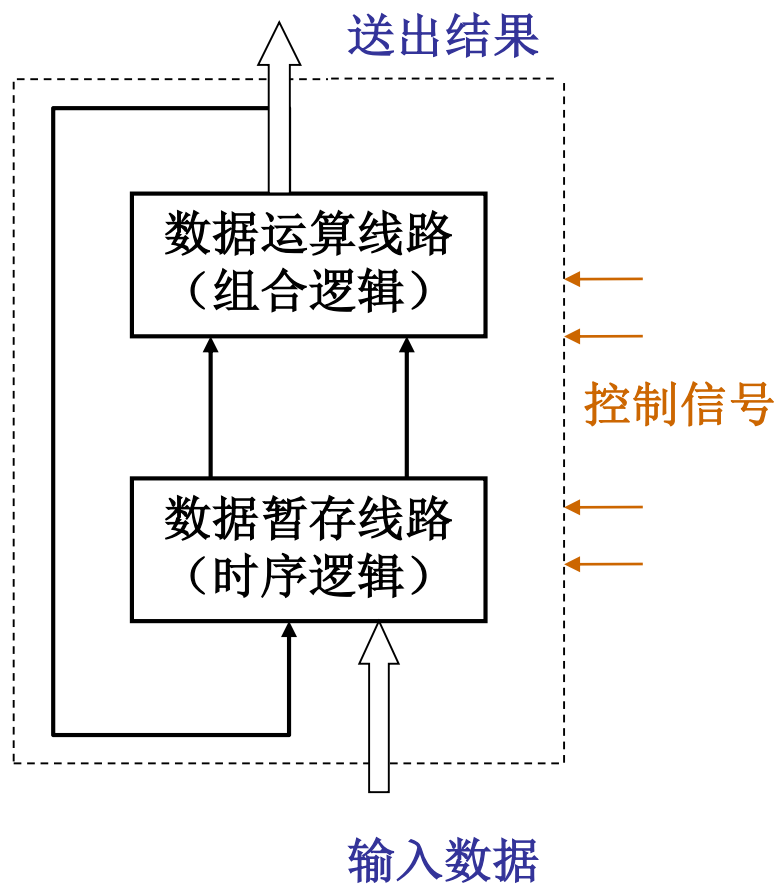 送出结果
数据运算线路
（组合逻辑）
控制信号
数据暂存线路
（时序逻辑）
输入数据